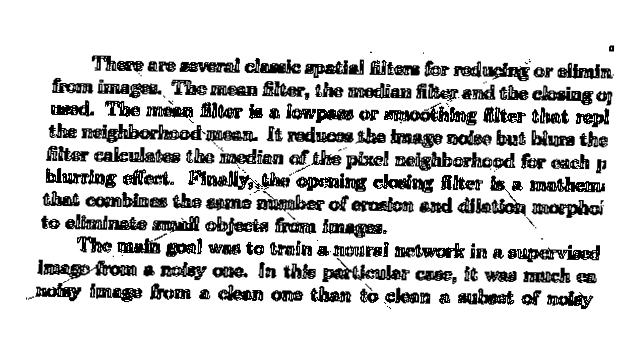 There are several classic spatial filters for reducing or elimin
from images. The mean filter, the median filter and the closing op
used. The mean filter is a lowpass or smoothing filter that repl
the neighborhood mean. It reduces the image noise but blurs the
filter calculates the median of the pixel neighborhood for each p
blurring effect. Finally, the opening closing filter is a mathema
that combines the same number of erosion and dilation morphol
to eliminate small objects from images.
The main goal was to train a neural network in a supervised
image from a noisy one. In this particular case, it was much ea
noisy image from a clean one than to clean a subset of noisy